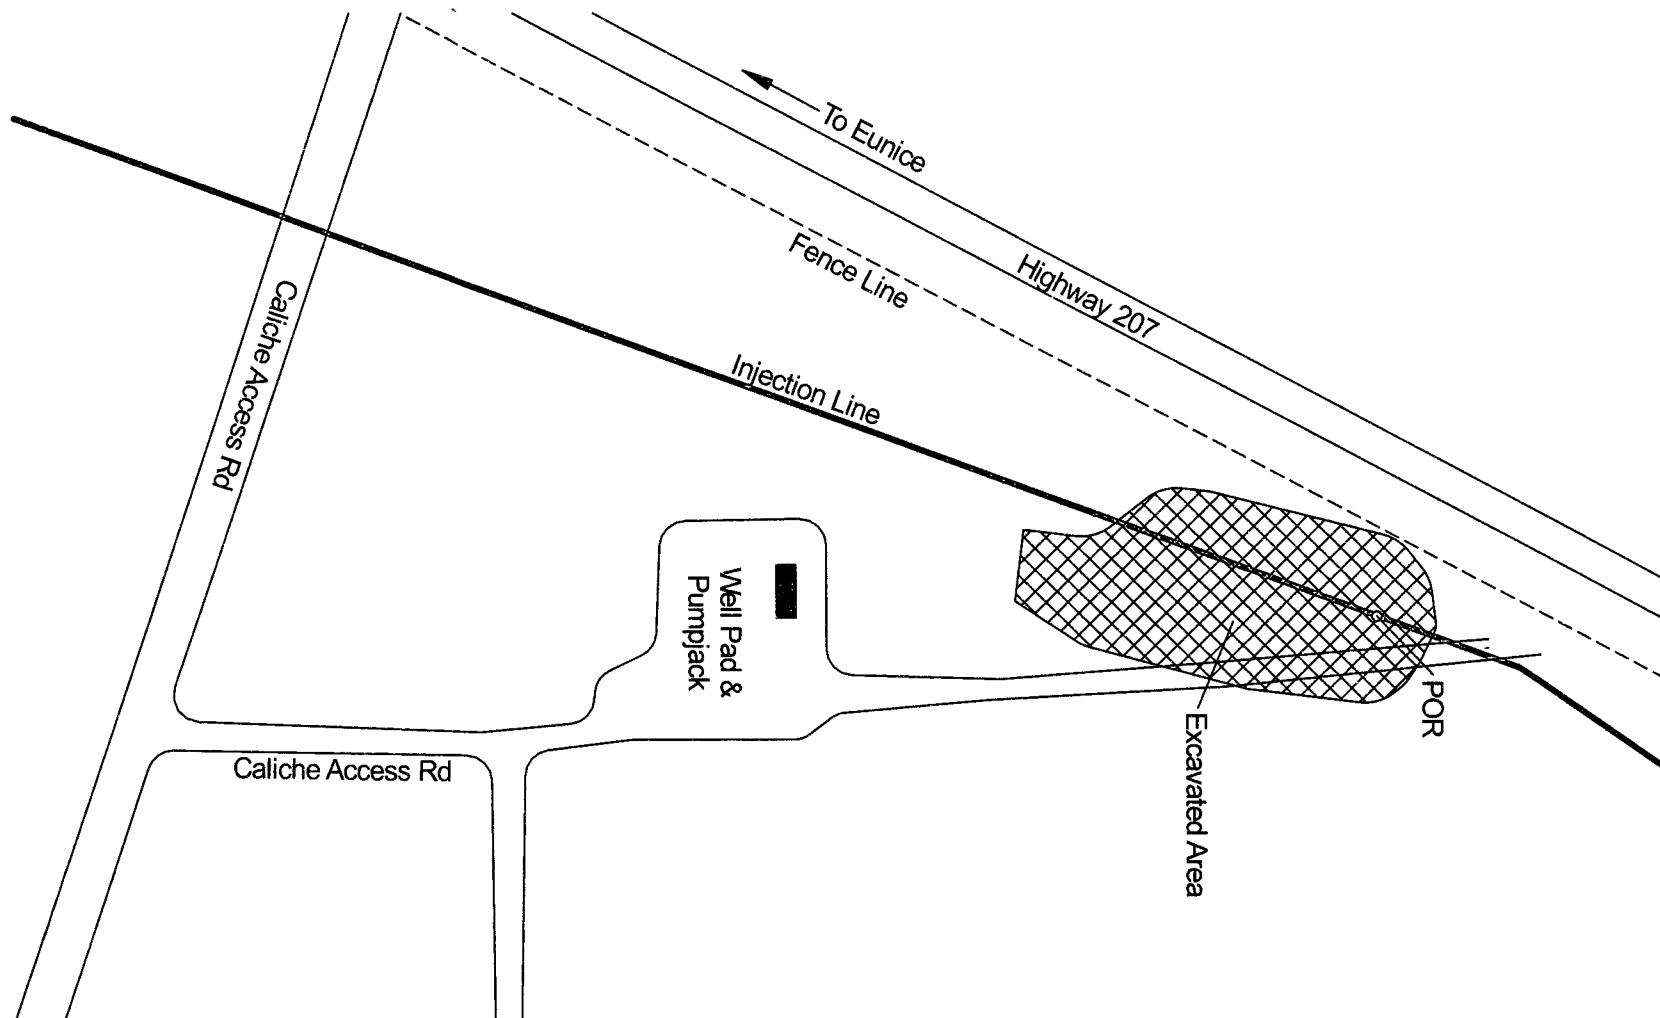 To Eunice
Highway 207
Fence Line
Injection Line
Caliche Access Rd
Well Pad &
Pumpjack
POR
Excavated Area
Caliche Access Rd